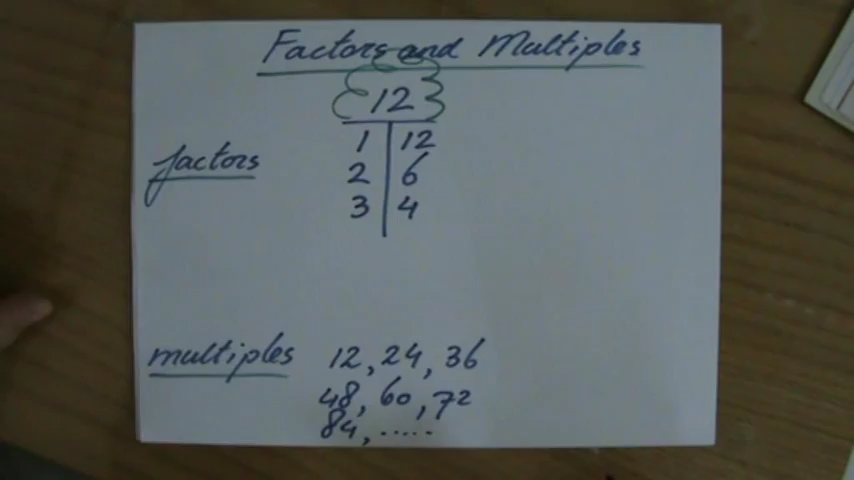 Factors and Multiples
12
1 12
factors
2 6
3 4
multiples 12, 24, 36
48, 60, 72
84, .....